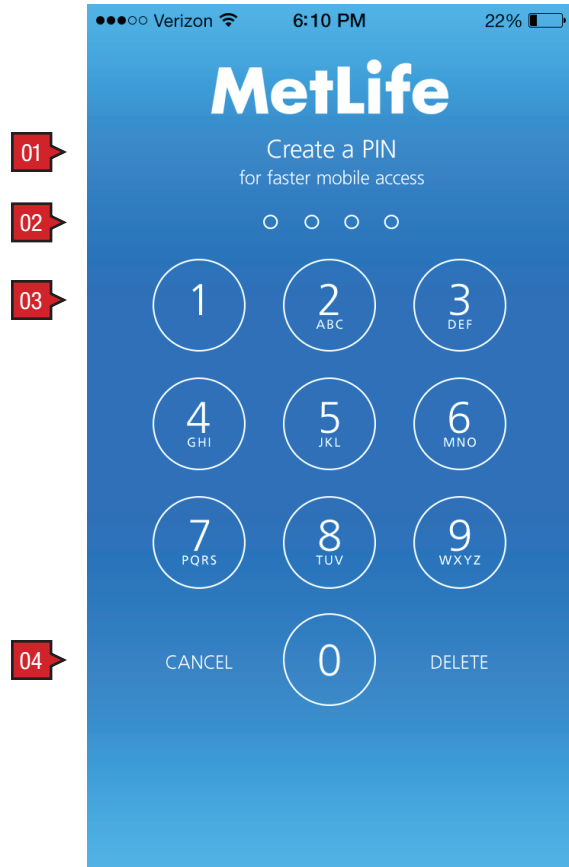 ●●●○○ Verizon 6:10 PM 22%
MetLife
01 Create a PIN
for faster mobile access
02
03 1 2 3
ABC DEF
4 5 6
GHI JKL MNO
7 8 9
PQRS TUV WXYZ
04 CANCEL 0 DELETE